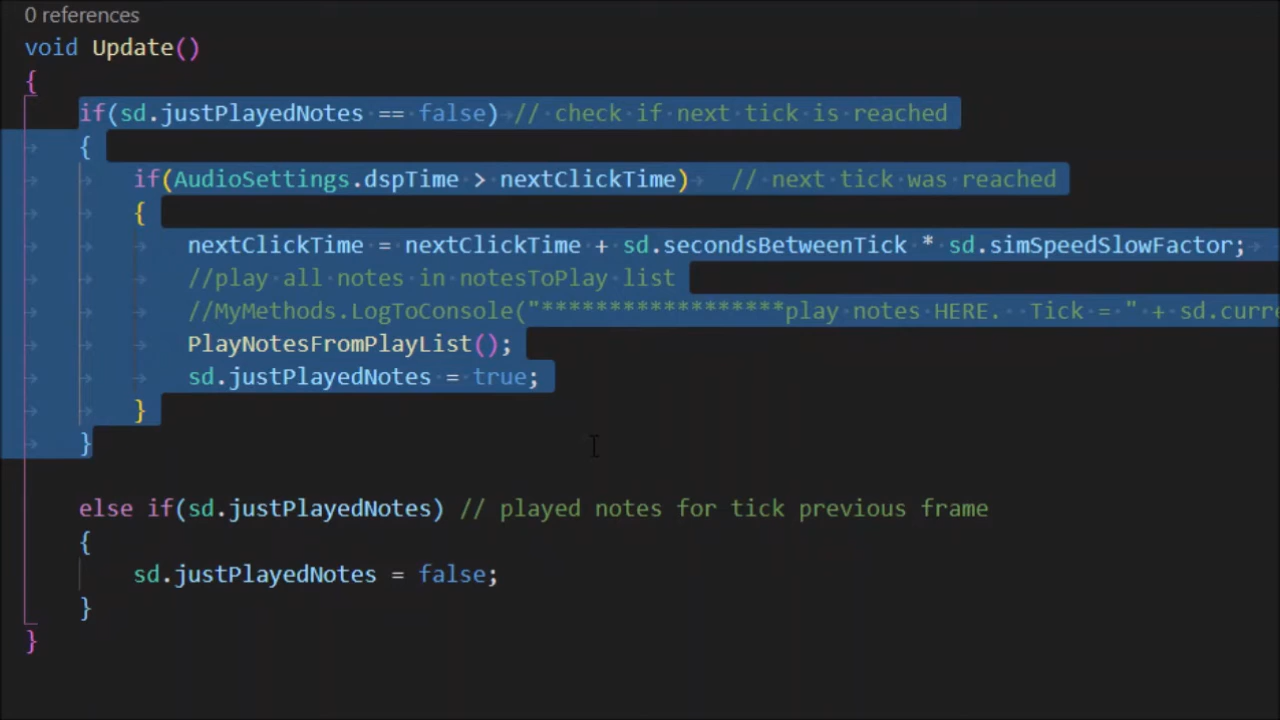 0 references
void Update()
{
if(sd.justPlayedNotes == false) // check if next tick is reached
{
if(AudioSettings.dspTime > nextClickTime) // next tick was reached
{
nextClickTime = nextClickTime + sd.secondsBetweenTick * sd.simSpeedSlowFactor;
//play all notes in notesToPlay list
//MyMethods.LogToConsole("******************play notes HERE.  Tick = " + sd.curre
PlayNotesFromPlayList();
sd.justPlayedNotes = true;
}
}
else if(sd.justPlayedNotes) // played notes for tick previous frame
{
sd.justPlayedNotes = false;
}
}